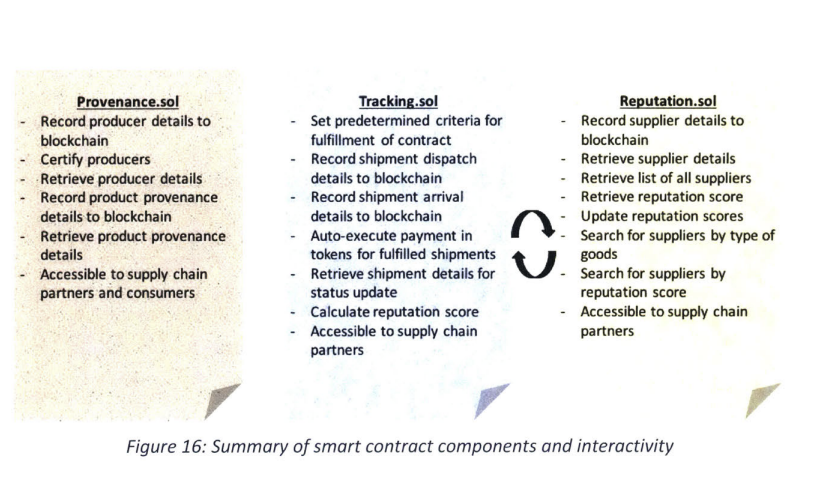 Provenance.sol
- Record producer details to
blockchain
- Certify producers
- Retrieve producer details
- Record product provenance
details to blockchain
- Retrieve product provenance
details
- Accessible to supply chain
partners and consumers
Tracking.sol
- Set predetermined criteria for
fulfillment of contract
- Record shipment dispatch
details to blockchain
- Record shipment arrival
details to blockchain
- Auto-execute payment in
tokens for fulfilled shipments
- Retrieve shipment details for
status update
- Calculate reputation score
- Accessible to supply chain
partners
Reputation.sol
- Record supplier details to
blockchain
- Retrieve supplier details
- Retrieve list of all suppliers
- Retrieve reputation score
- Update reputation scores
- Search for suppliers by type of
goods
- Search for suppliers by
reputation score
- Accessible to supply chain
partners
Figure 16: Summary of smart contract components and interactivity